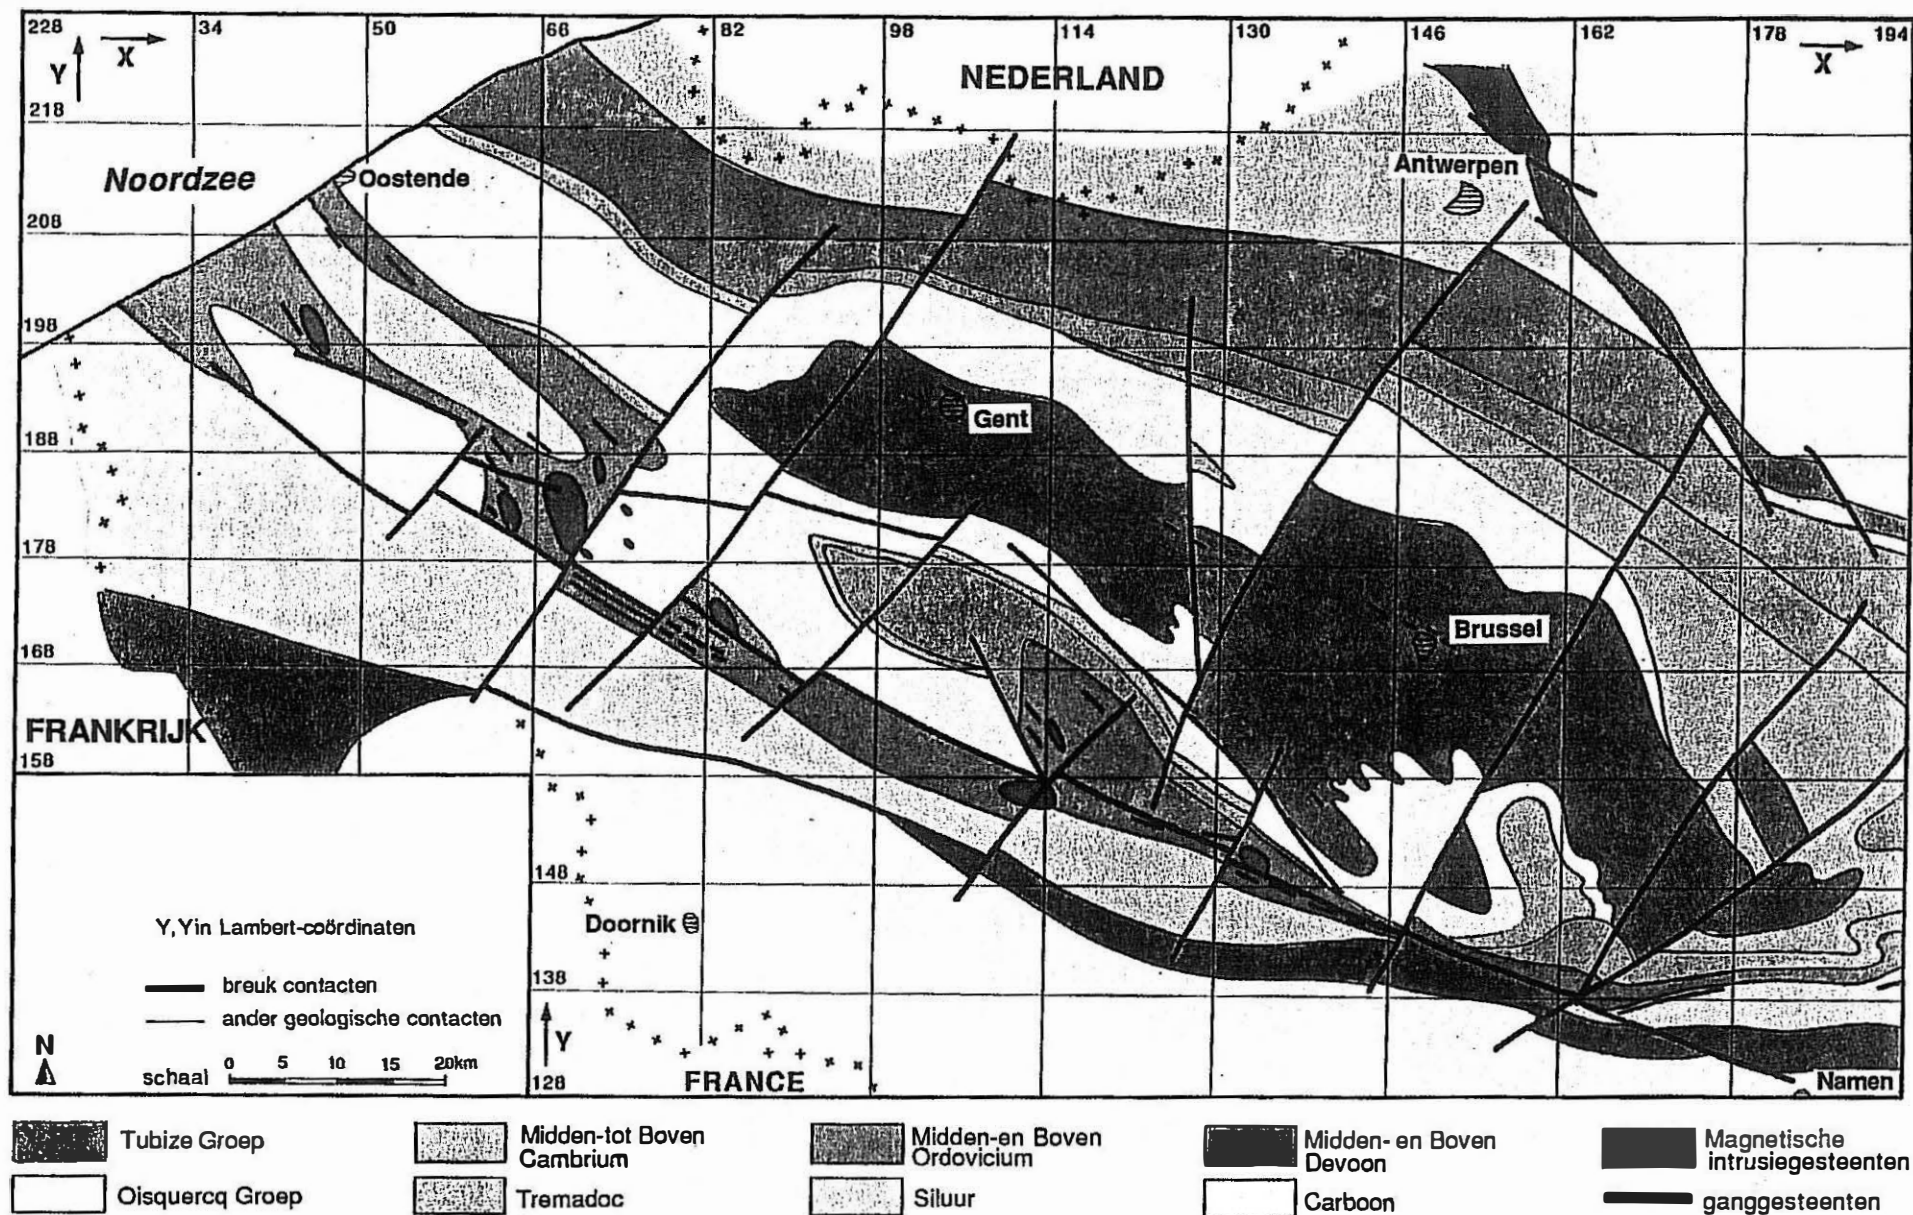 228 34 50 66 82 98 114 130 146 162 178 194
Y X NEDERLAND X
218
Noordzee Oostende Antwerpen
208
198
Gent
188
178
Brussel
168
FRANKRIJK
158
148
Doornik
Y,Y in Lambert-coördinaten
138
breuk contacten
ander geologische contacten
N Y
schaal 0 5 10 15 20km
128 FRANCE Namen
Tubize Groep
Midden-tot Boven
Cambrium
Midden-en Boven
Ordovicium
Midden- en Boven
Devoon
Magnetische
intrusiegesteenten
Oisquercq Groep
Tremadoc
Siluur
Carboon
ganggesteenten